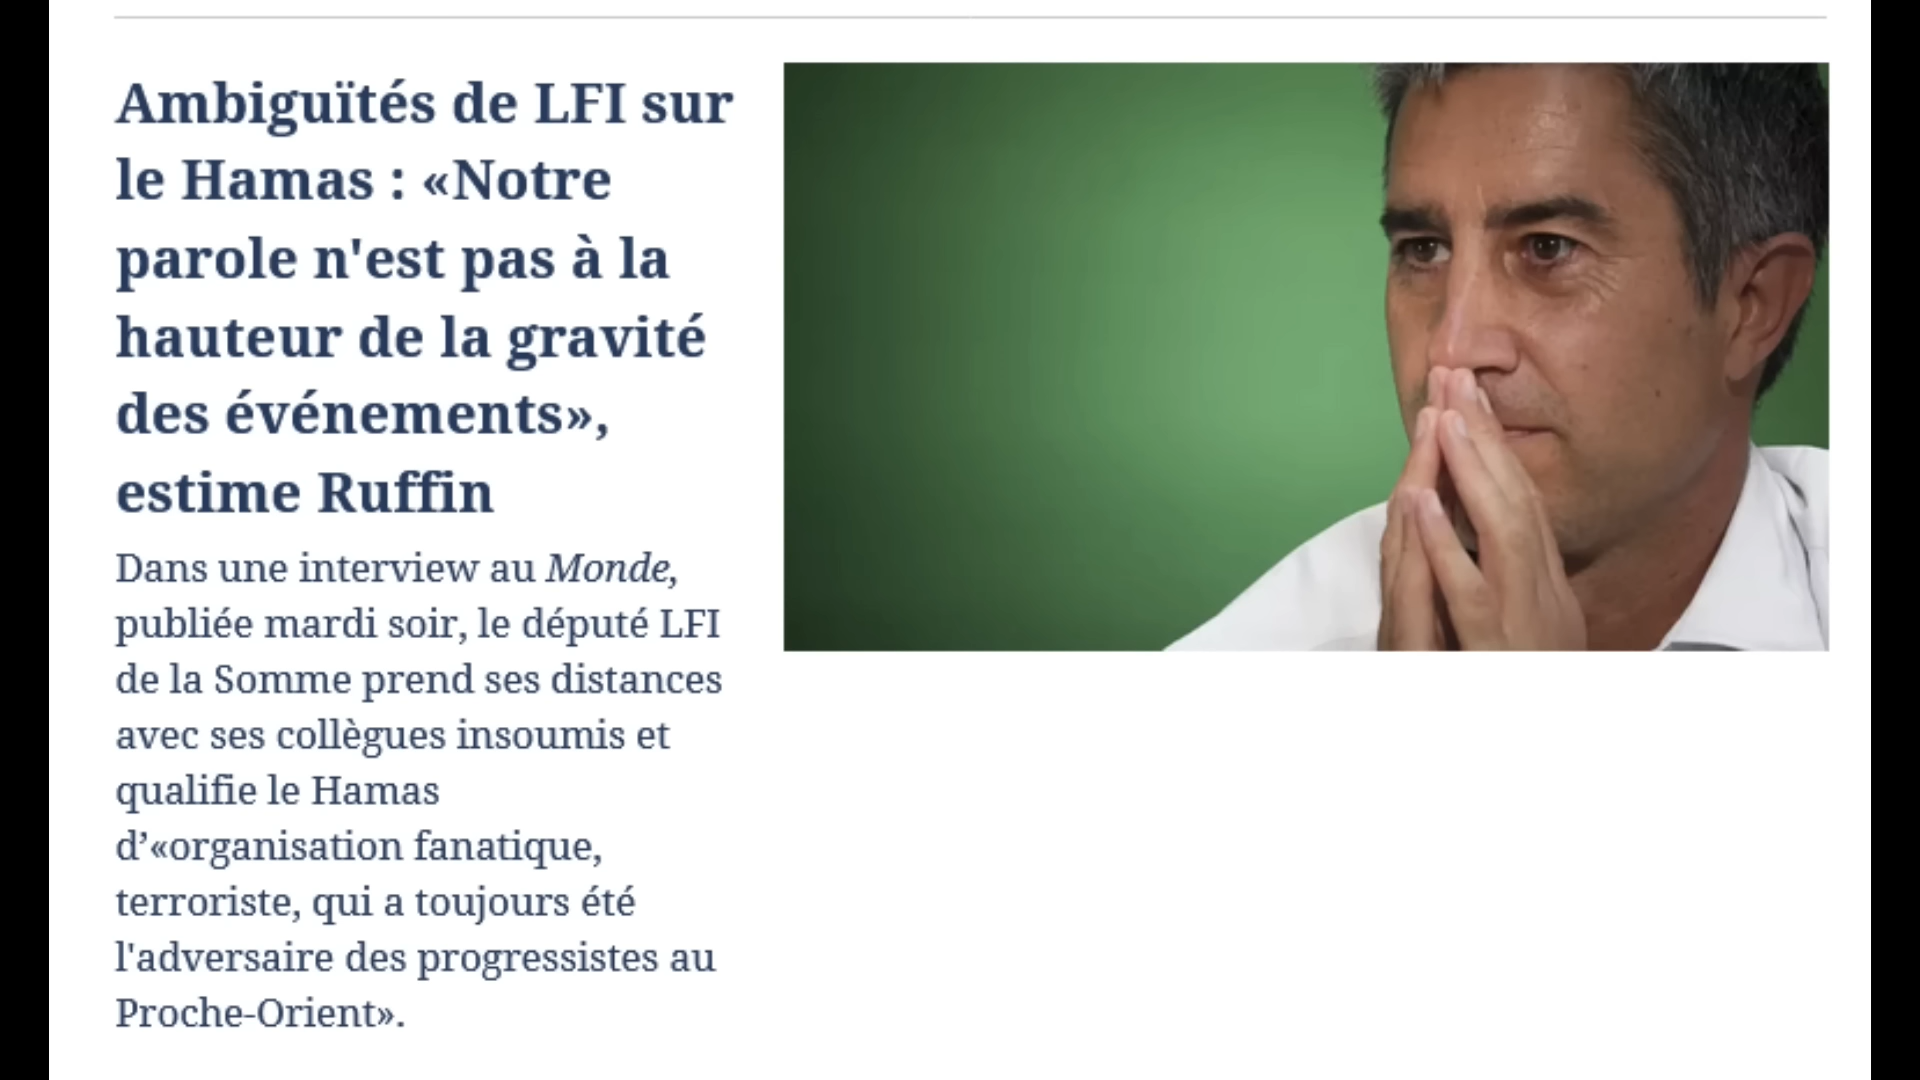 Ambiguïtés de LFI sur
le Hamas : «Notre
parole n'est pas à la
hauteur de la gravité
des événements»,
estime Ruffin
Dans une interview au Monde,
publiée mardi soir, le député LFI
de la Somme prend ses distances
avec ses collègues insoumis et
qualifie le Hamas
d’«organisation fanatique,
terroriste, qui a toujours été
l'adversaire des progressistes au
Proche-Orient».